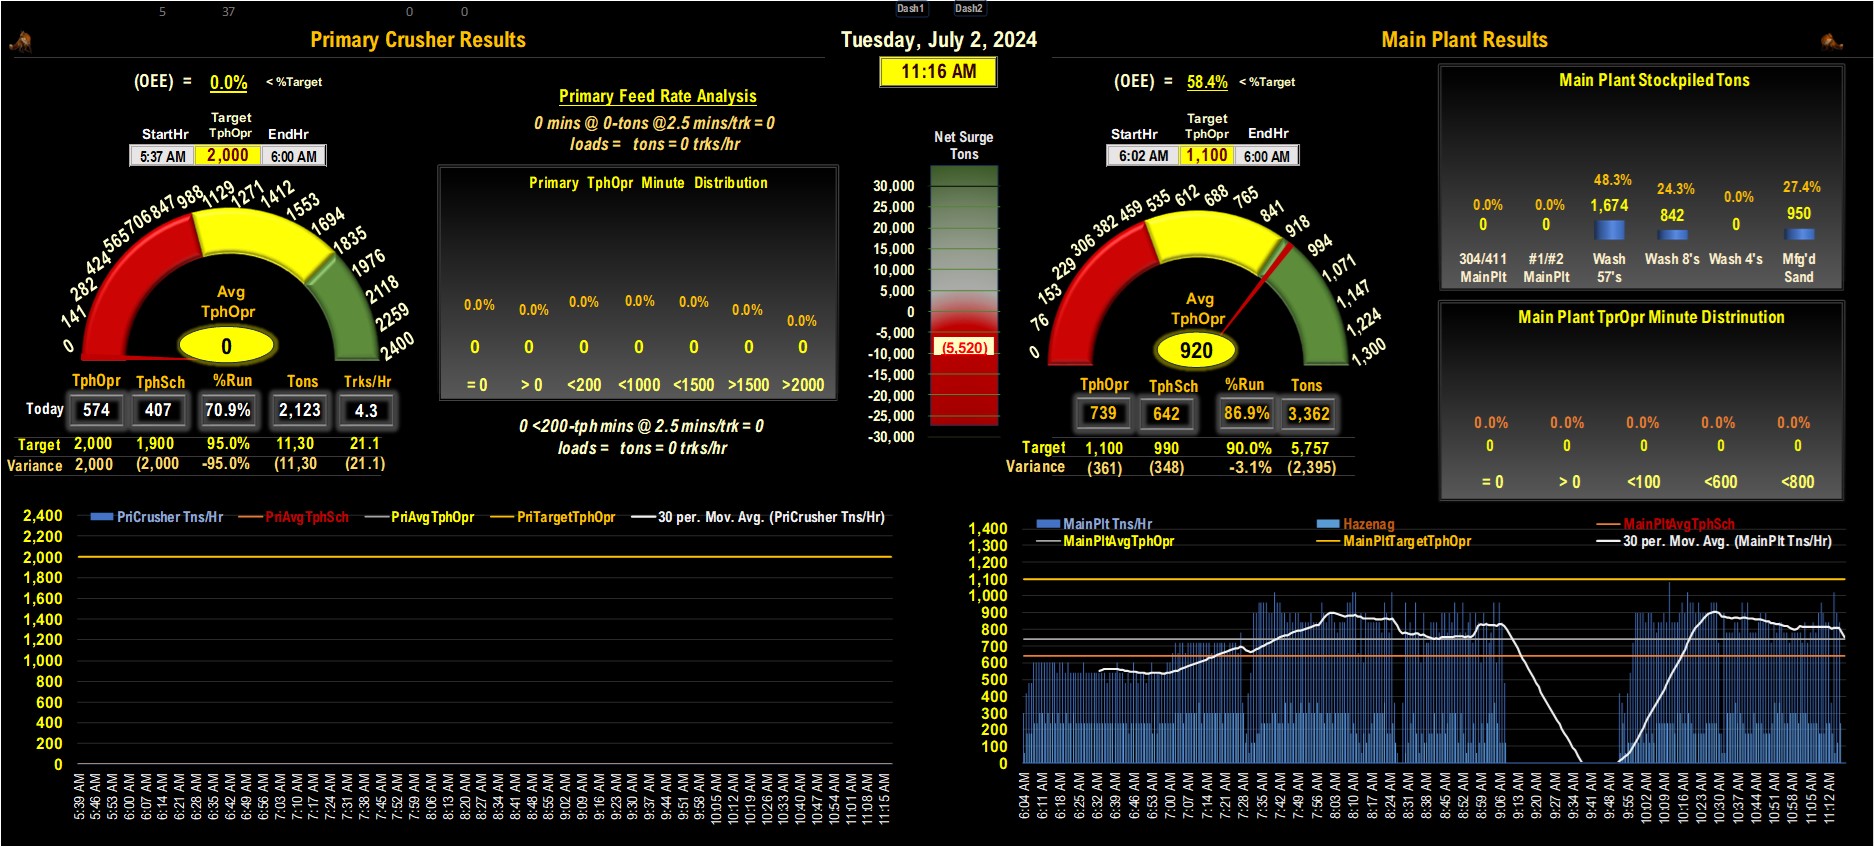 5 37 0 0
Dash1 Dash2
Primary Crusher Results
Tuesday, July 2, 2024
Main Plant Results
11:16 AM
(OEE) = 0.0% < %Target
Target
StartHr TphOpr EndHr
5:37 AM 2,000 6:00 AM
0 141 282 424 565 706 847 988 1129 1271 1412 1553 1694 1835 1976 2118 2259 2400
Avg
TphOpr
0
TphOpr TphSch %Run Tons Trks/Hr
Today 574 407 70.9% 2,123 4.3
Target 2,000 1,900 95.0% 11,30 21.1
Variance 2,000 (2,000 -95.0% (11,30 (21.1)
Primary Feed Rate Analysis
0 mins @ 0-tons @2.5 mins/trk = 0
loads = tons = 0 trks/hr
Primary TphOpr Minute Distribution
0.0% 0.0% 0.0% 0.0% 0.0% 0.0% 0.0%
0 0 0 0 0 0 0
= 0 > 0 <200 <1000 <1500 >1500 >2000
0 <200-tph mins @ 2.5 mins/trk = 0
loads = tons = 0 trks/hr
Net Surge
Tons
30,000
25,000
20,000
15,000
10,000
5,000
0
-5,000
(5,520)
-10,000
-15,000
-20,000
-25,000
-30,000
(OEE) = 58.4% < %Target
Target
StartHr TphOpr EndHr
6:02 AM 1,100 6:00 AM
0 76 153 229 306 382 459 535 612 688 765 841 918 994 1,071 1,147 1,224 1,300
Avg
TphOpr
920
TphOpr TphSch %Run Tons
739 642 86.9% 3,362
Target 1,100 990 90.0% 5,757
Variance (361) (348) -3.1% (2,395)
Main Plant Stockpiled Tons
0.0% 0.0% 48.3% 24.3% 0.0% 27.4%
0 0 1,674 842 0 950
304/411 #1/#2 Wash Wash 8's Wash 4's Mfg'd
MainPlt MainPlt 57's Sand
Main Plant TprOpr Minute Distrinution
0.0% 0.0% 0.0% 0.0% 0.0%
0 0 0 0 0
= 0 > 0 <100 <600 <800
PriCrusher Tns/Hr PriAvgTphSch PriAvgTphOpr PriTargetTphOpr 30 per. Mov. Avg. (PriCrusher Tns/Hr)
2,400
2,200
2,000
1,800
1,600
1,400
1,200
1,000
800
600
400
200
0
5:39 AM 5:46 AM 5:53 AM 6:00 AM 6:07 AM 6:14 AM 6:21 AM 6:28 AM 6:35 AM 6:42 AM 6:49 AM 6:56 AM 7:03 AM 7:10 AM 7:17 AM 7:24 AM 7:31 AM 7:38 AM 7:45 AM 7:52 AM 7:59 AM 8:06 AM 8:13 AM 8:20 AM 8:27 AM 8:34 AM 8:41 AM 8:48 AM 8:55 AM 9:02 AM 9:09 AM 9:16 AM 9:23 AM 9:30 AM 9:37 AM 9:44 AM 9:51 AM 9:58 AM 10:05 AM 10:12 AM 10:19 AM 10:26 AM 10:33 AM 10:40 AM 10:47 AM 10:54 AM 11:01 AM 11:08 AM 11:15 AM
MainPlt Tns/Hr Hazenag MainPltAvgTphSch
MainPltAvgTphOpr MainPltTargetTphOpr 30 per. Mov. Avg. (MainPlt Tns/Hr)
1,400
1,300
1,200
1,100
1,000
900
800
700
600
500
400
300
200
100
0
6:04 AM 6:11 AM 6:18 AM 6:25 AM 6:32 AM 6:39 AM 6:46 AM 6:53 AM 7:00 AM 7:07 AM 7:14 AM 7:21 AM 7:28 AM 7:35 AM 7:42 AM 7:49 AM 7:56 AM 8:03 AM 8:10 AM 8:17 AM 8:24 AM 8:31 AM 8:38 AM 8:45 AM 8:52 AM 8:59 AM 9:06 AM 9:13 AM 9:20 AM 9:27 AM 9:34 AM 9:41 AM 9:48 AM 9:55 AM 10:02 AM 10:09 AM 10:16 AM 10:23 AM 10:30 AM 10:37 AM 10:44 AM 10:51 AM 10:58 AM 11:05 AM 11:12 AM